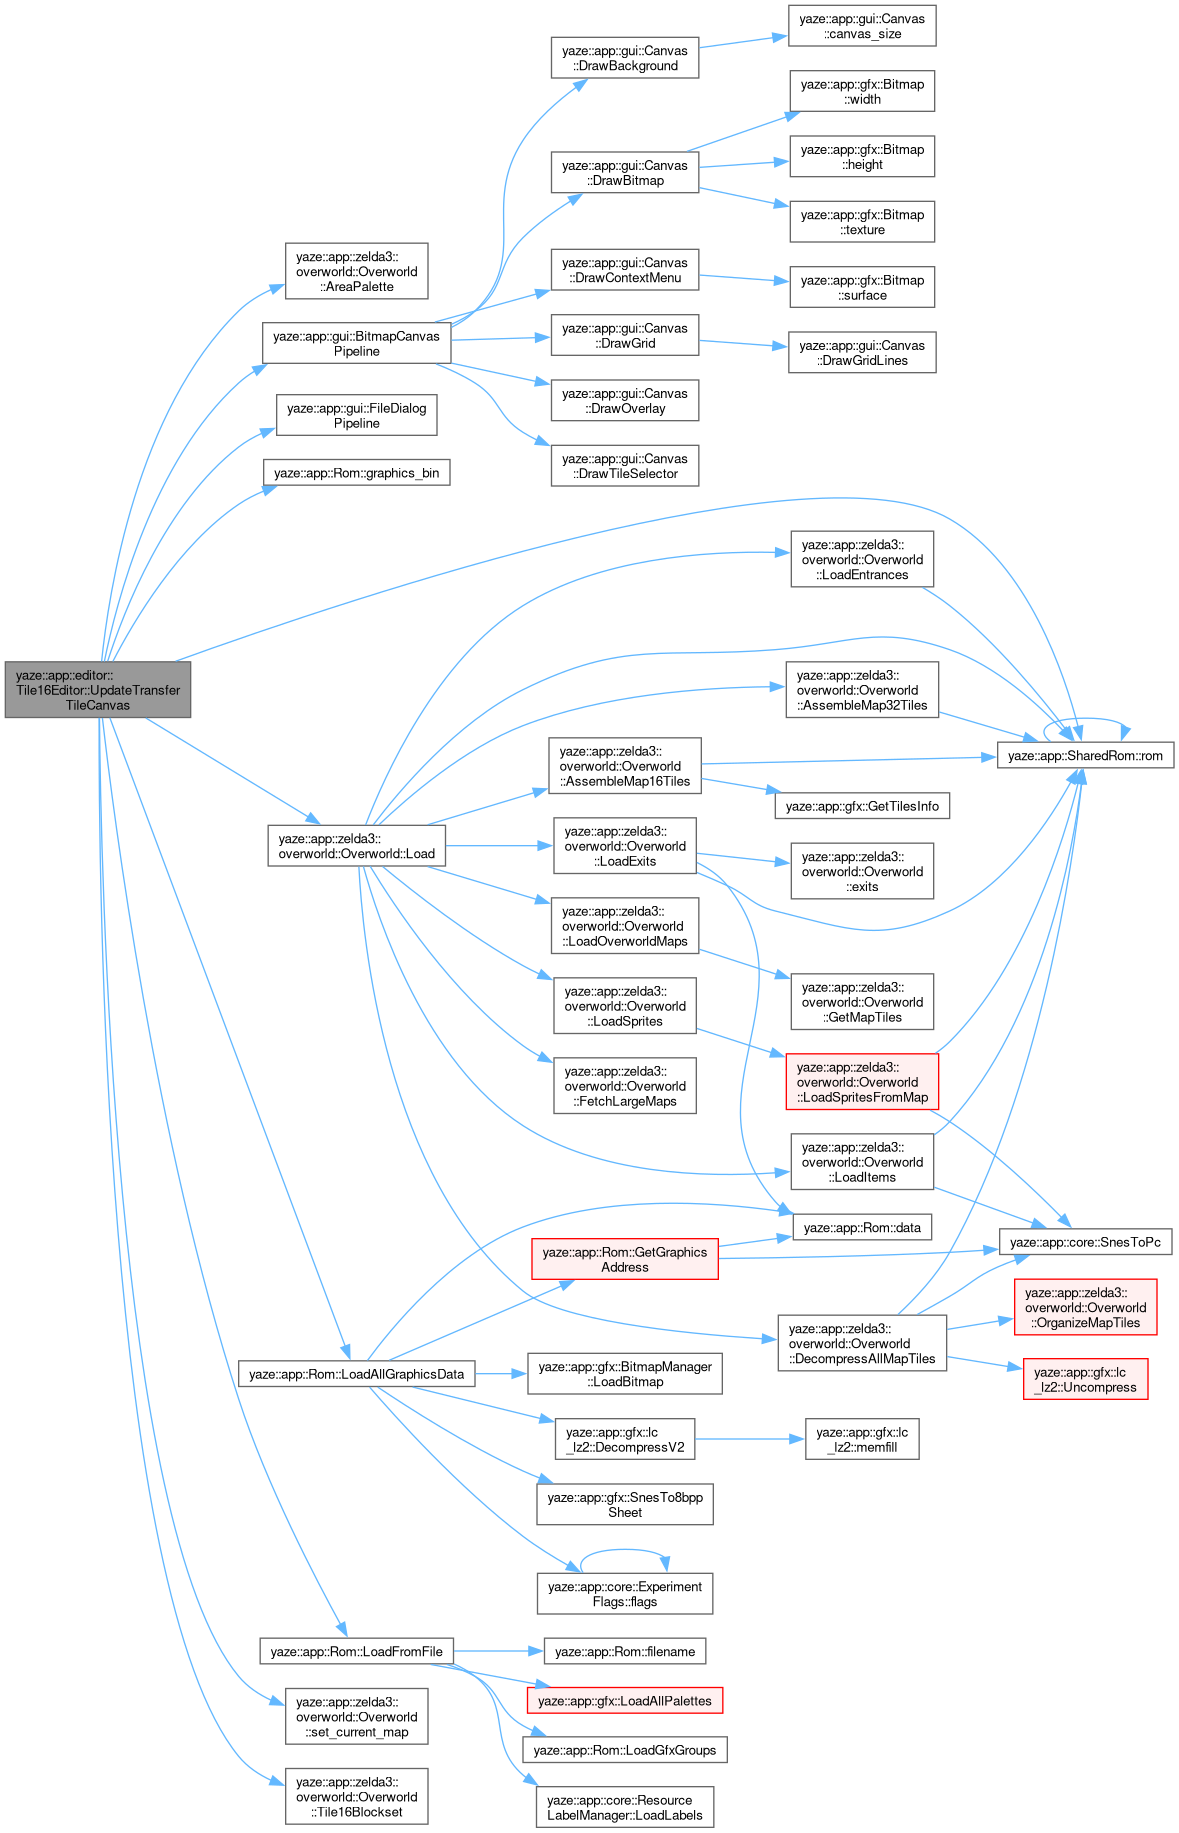 yaze::app::gui::Canvas
::canvas_size
yaze::app::gui::Canvas
::DrawBackground
yaze::app::gfx::Bitmap
::width
yaze::app::gfx::Bitmap
::height
yaze::app::gui::Canvas
::DrawBitmap
yaze::app::gfx::Bitmap
::texture
yaze::app::zelda3::
overworld::Overworld
::AreaPalette
yaze::app::gui::Canvas
::DrawContextMenu
yaze::app::gfx::Bitmap
::surface
yaze::app::gui::BitmapCanvas
Pipeline
yaze::app::gui::Canvas
::DrawGrid
yaze::app::gui::Canvas
::DrawGridLines
yaze::app::gui::FileDialog
Pipeline
yaze::app::gui::Canvas
::DrawOverlay
yaze::app::Rom::graphics_bin
yaze::app::gui::Canvas
::DrawTileSelector
yaze::app::zelda3::
overworld::Overworld
::LoadEntrances
yaze::app::editor::
Tile16Editor::UpdateTransfer
TileCanvas
yaze::app::zelda3::
overworld::Overworld
::AssembleMap32Tiles
yaze::app::SharedRom::rom
yaze::app::zelda3::
overworld::Overworld
::AssembleMap16Tiles
yaze::app::gfx::GetTilesInfo
yaze::app::zelda3::
overworld::Overworld::Load
yaze::app::zelda3::
overworld::Overworld
::LoadExits
yaze::app::zelda3::
overworld::Overworld
::exits
yaze::app::zelda3::
overworld::Overworld
::LoadOverworldMaps
yaze::app::zelda3::
overworld::Overworld
::GetMapTiles
yaze::app::zelda3::
overworld::Overworld
::LoadSprites
yaze::app::zelda3::
overworld::Overworld
::LoadSpritesFromMap
yaze::app::zelda3::
overworld::Overworld
::FetchLargeMaps
yaze::app::zelda3::
overworld::Overworld
::LoadItems
yaze::app::Rom::data
yaze::app::core::SnesToPc
yaze::app::Rom::GetGraphics
Address
yaze::app::zelda3::
overworld::Overworld
::OrganizeMapTiles
yaze::app::zelda3::
overworld::Overworld
::DecompressAllMapTiles
yaze::app::Rom::LoadAllGraphicsData
yaze::app::gfx::BitmapManager
::LoadBitmap
yaze::app::gfx::lc
_lz2::Uncompress
yaze::app::gfx::lc
_lz2::DecompressV2
yaze::app::gfx::lc
_lz2::memfill
yaze::app::gfx::SnesTo8bpp
Sheet
yaze::app::core::Experiment
Flags::flags
yaze::app::Rom::LoadFromFile
yaze::app::Rom::filename
yaze::app::gfx::LoadAllPalettes
yaze::app::zelda3::
overworld::Overworld
::set_current_map
yaze::app::Rom::LoadGfxGroups
yaze::app::zelda3::
overworld::Overworld
::Tile16Blockset
yaze::app::core::Resource
LabelManager::LoadLabels